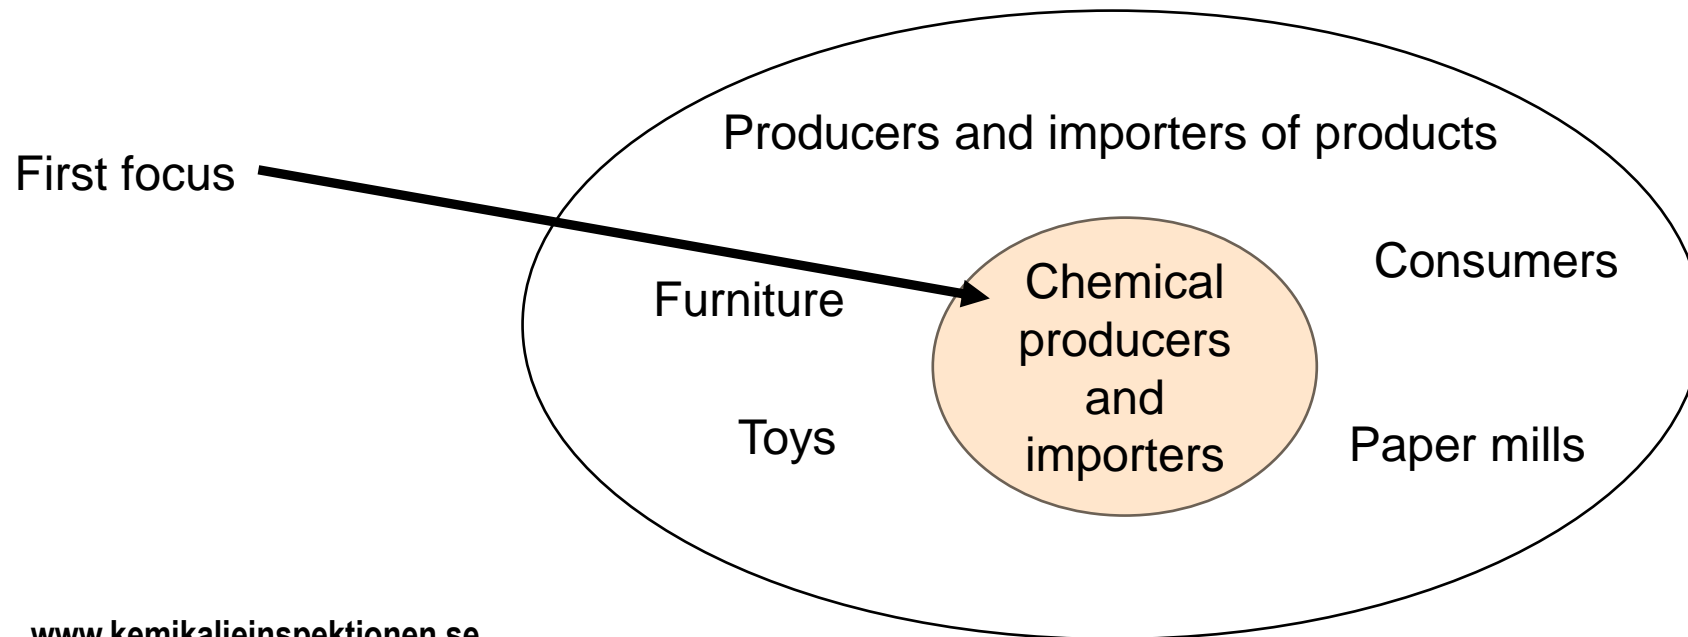 Producers and importers of products
First focus
Consumers
Furniture
Chemical
producers
and
importers
Toys
Paper mills
www.kemikalieinspektionen.se